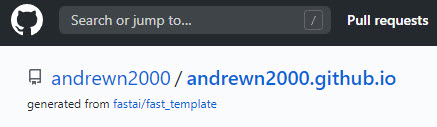 Search or jump to... / Pull requests
andrewn2000 / andrewn2000.github.io
generated from fastai/fast_template